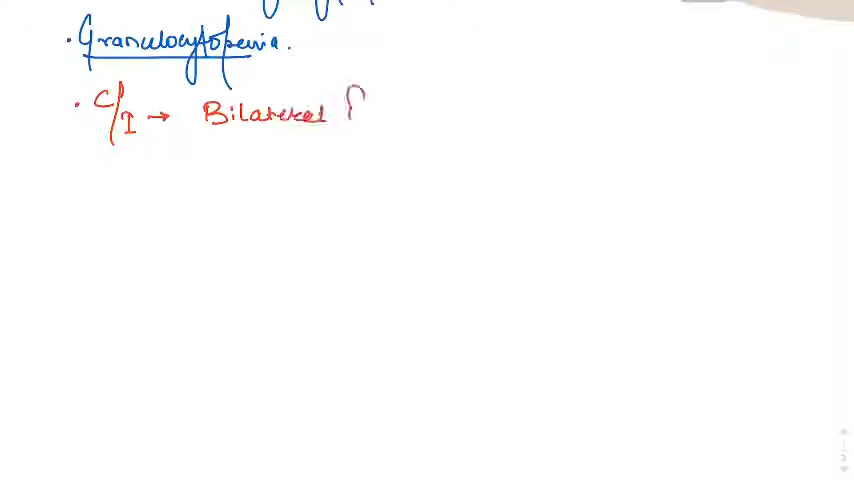 · Granulocytopenia.
· C/I → Bilateral